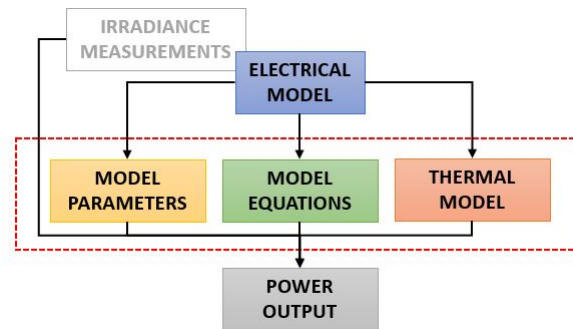 IRRADIANCE
MEASUREMENTS
ELECTRICAL
MODEL
MODEL
PARAMETERS
MODEL
EQUATIONS
THERMAL
MODEL
POWER
OUTPUT